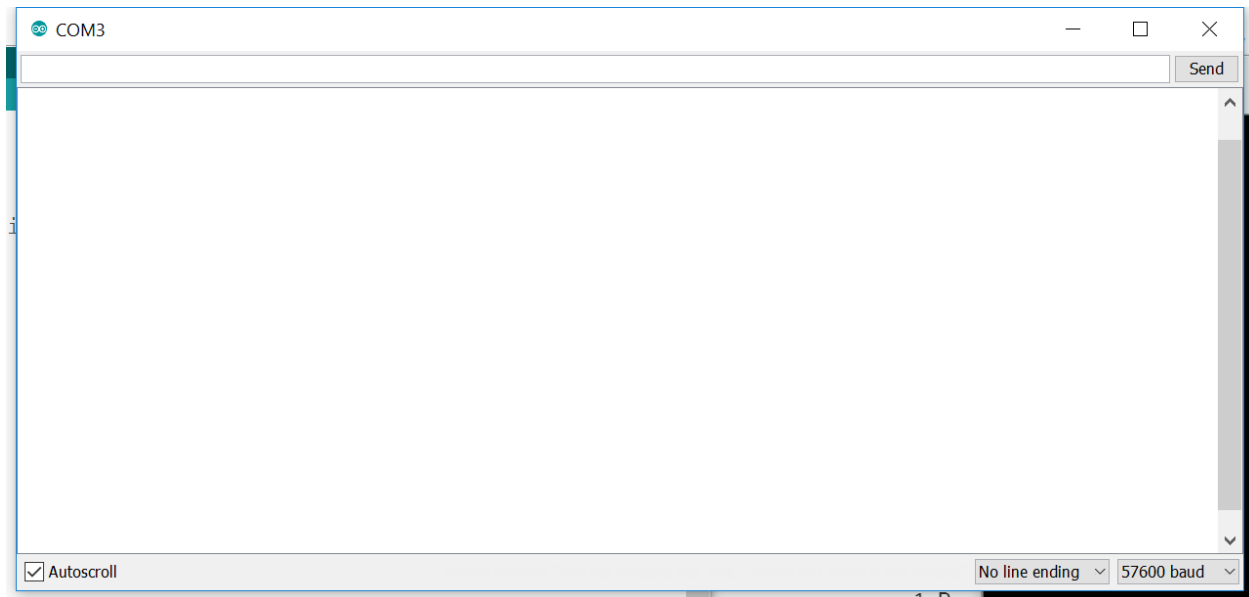 COM3
Send
i
Autoscroll
No line ending
57600 baud